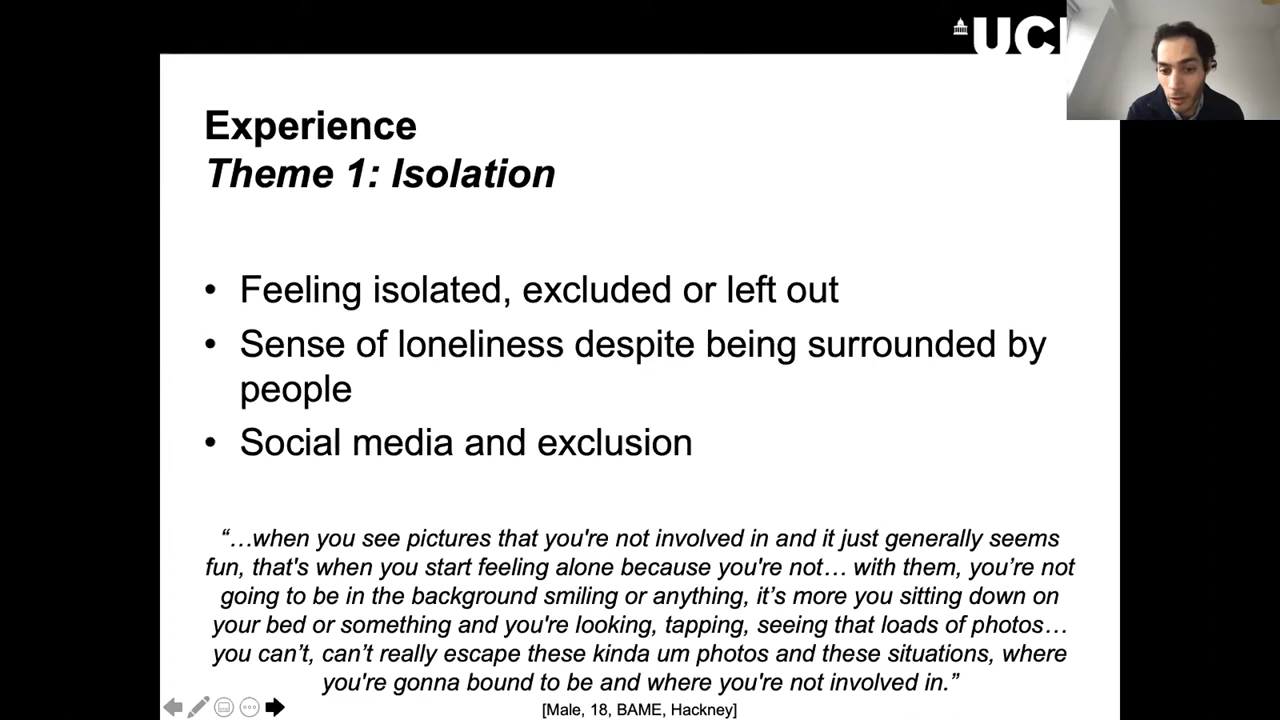 UC
Experience
Theme 1: Isolation
• Feeling isolated, excluded or left out
• Sense of loneliness despite being surrounded by
people
• Social media and exclusion
“…when you see pictures that you're not involved in and it just generally seems
fun, that's when you start feeling alone because you're not… with them, you’re not
going to be in the background smiling or anything, it’s more you sitting down on
your bed or something and you're looking, tapping, seeing that loads of photos…
you can’t, can’t really escape these kinda um photos and these situations, where
you're gonna bound to be and where you're not involved in.”
[Male, 18, BAME, Hackney]